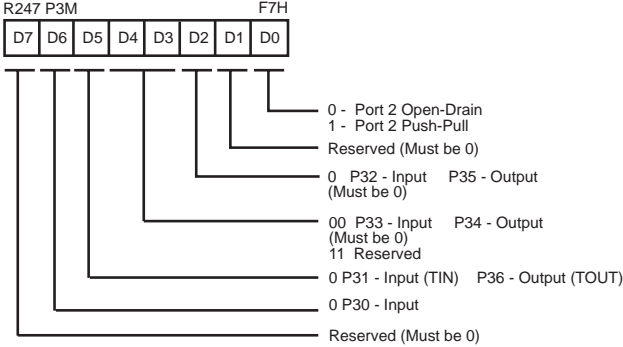 R247 P3M F7H
D7 D6 D5 D4 D3 D2 D1 D0
0 - Port 2 Open-Drain
1 - Port 2 Push-Pull
Reserved (Must be 0)
0 P32 - Input P35 - Output
(Must be 0)
00 P33 - Input P34 - Output
(Must be 0)
11 Reserved
0 P31 - Input (TIN) P36 - Output (TOUT)
0 P30 - Input
Reserved (Must be 0)